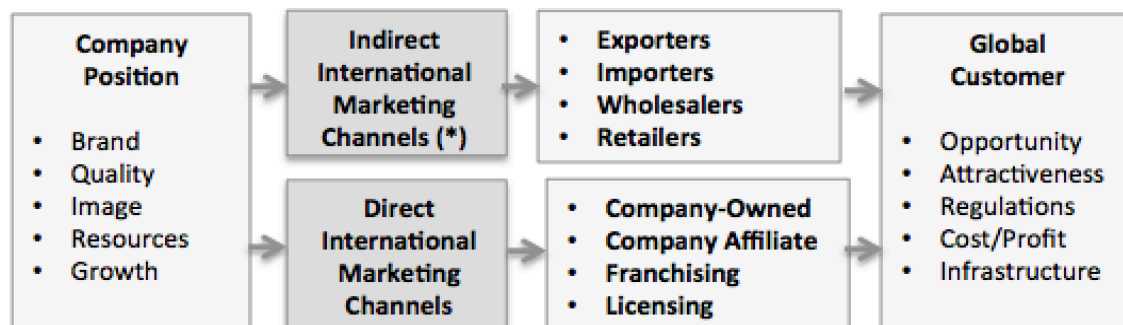 Company
Position
• Brand
• Quality
• Image
• Resources
• Growth
Indirect
International
Marketing
Channels (*)
• Exporters
• Importers
• Wholesalers
• Retailers
Direct
International
Marketing
Channels
• Company-Owned
• Company Affiliate
• Franchising
• Licensing
Global
Customer
• Opportunity
• Attractiveness
• Regulations
• Cost/Profit
• Infrastructure